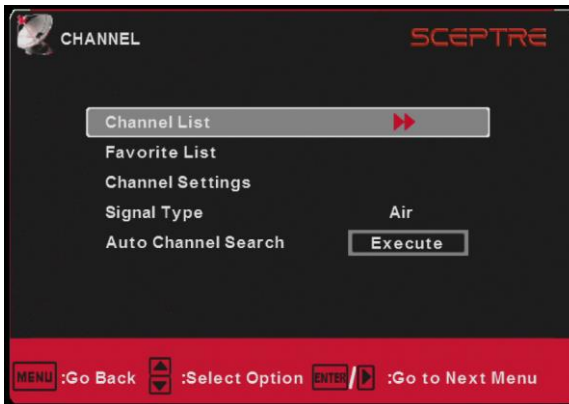 CHANNEL SCEPTRE
Channel List
Favorite List
Channel Settings
Signal Type Air
Auto Channel Search Execute
MENU :Go Back :Select Option ENTER/ :Go to Next Menu